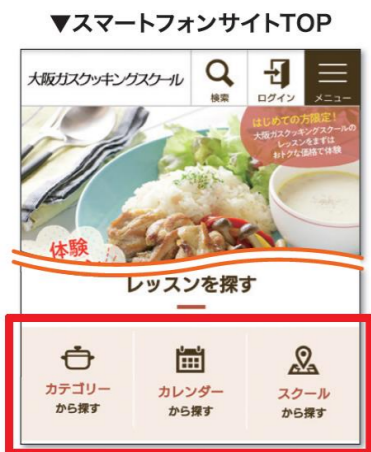 ▼スマートフォンサイトTOP
大阪ガスクッキングスクール
検索
ログイン
メニュー
はじめての方限定!
大阪ガスクッキングスクールの
レッスンをまずは
おトクな価格で体験
体験
レッスンを探す
カテゴリー
から探す
カレンダー
から探す
スクール
から探す